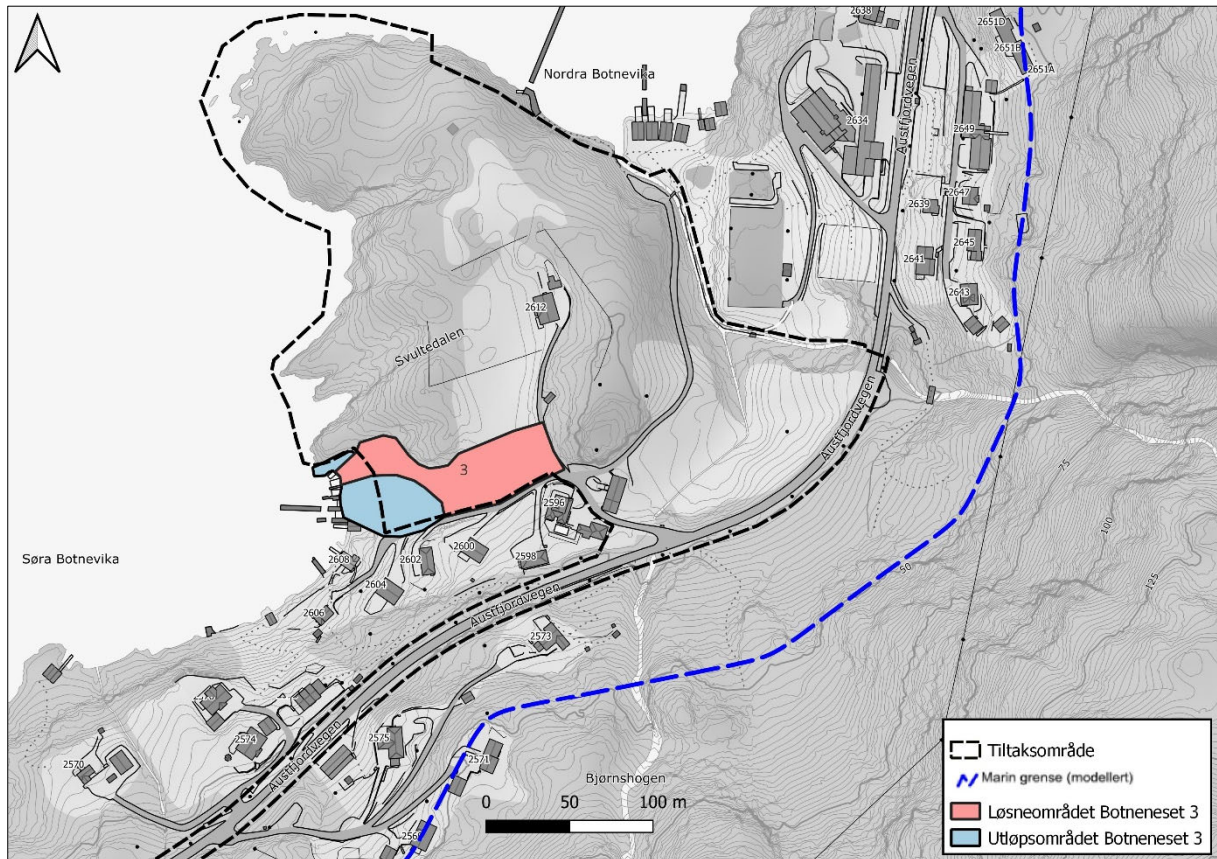 2638
2651D
2651B
2651A
Nordra Botnevika
2634
Austfjordvegen
2649
2647
2639
2645
2641
2643
2612
Svultedalen
Austfjordvegen
3
75
2596
100
Søra Botnevika
2600
2608
2602
2598
50
125
2604
2606
Austfjordvegen
2573
2574
2575
2570
2571
Austfjordvegen
Bjørnshogen
0 50 100 m
Tiltaksområde
Marin grense (modellert)
Løsneområdet Botneneset 3
Utløpsområdet Botneneset 3